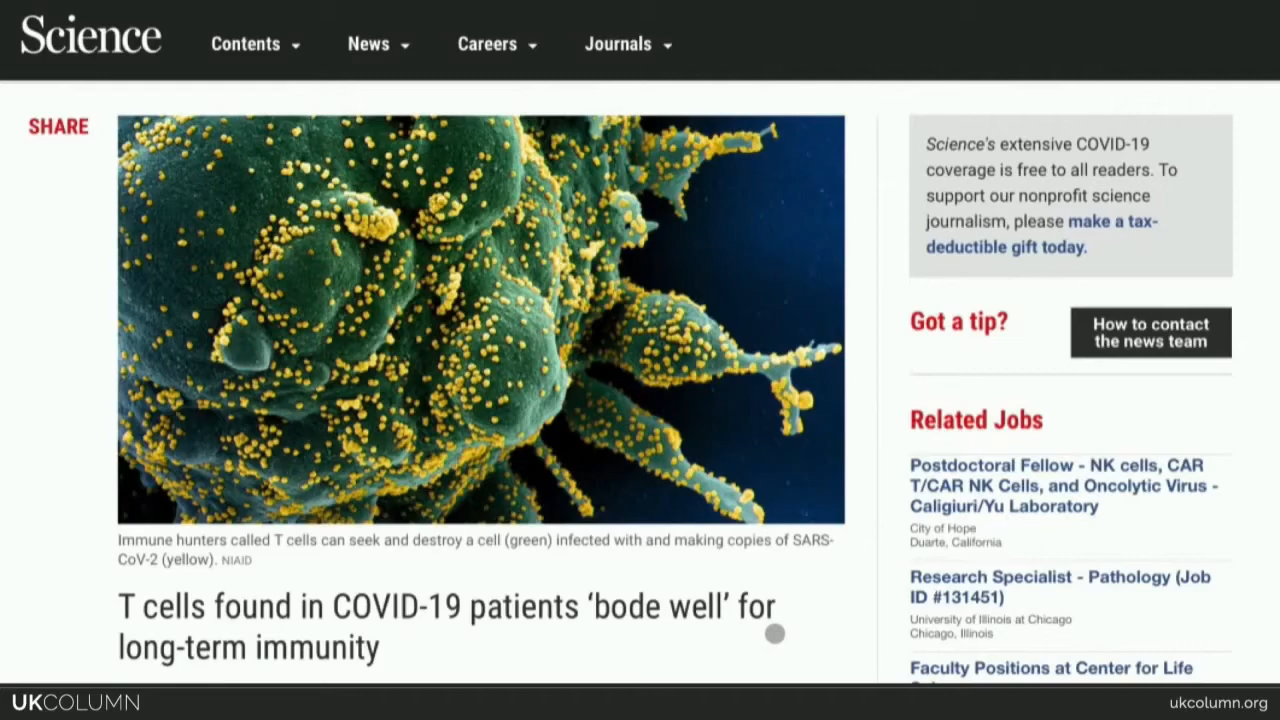 Science
Contents
News
Careers
Journals
SHARE
Science's extensive COVID-19
coverage is free to all readers. To
support our nonprofit science
journalism, please make a tax-
deductible gift today.
Got a tip?
How to contact
the news team
Related Jobs
Postdoctoral Fellow - NK cells, CAR
T/CAR NK Cells, and Oncolytic Virus -
Caligiuri/Yu Laboratory
City of Hope
Duarte, California
Research Specialist - Pathology (Job
ID #131451)
University of Illinois at Chicago
Chicago, Illinois
Faculty Positions at Center for Life
Immune hunters called T cells can seek and destroy a cell (green) infected with and making copies of SARS-
CoV-2 (yellow). NIAID
T cells found in COVID-19 patients ‘bode well’ for
long-term immunity
UKCOLUMN
ukcolumn.org